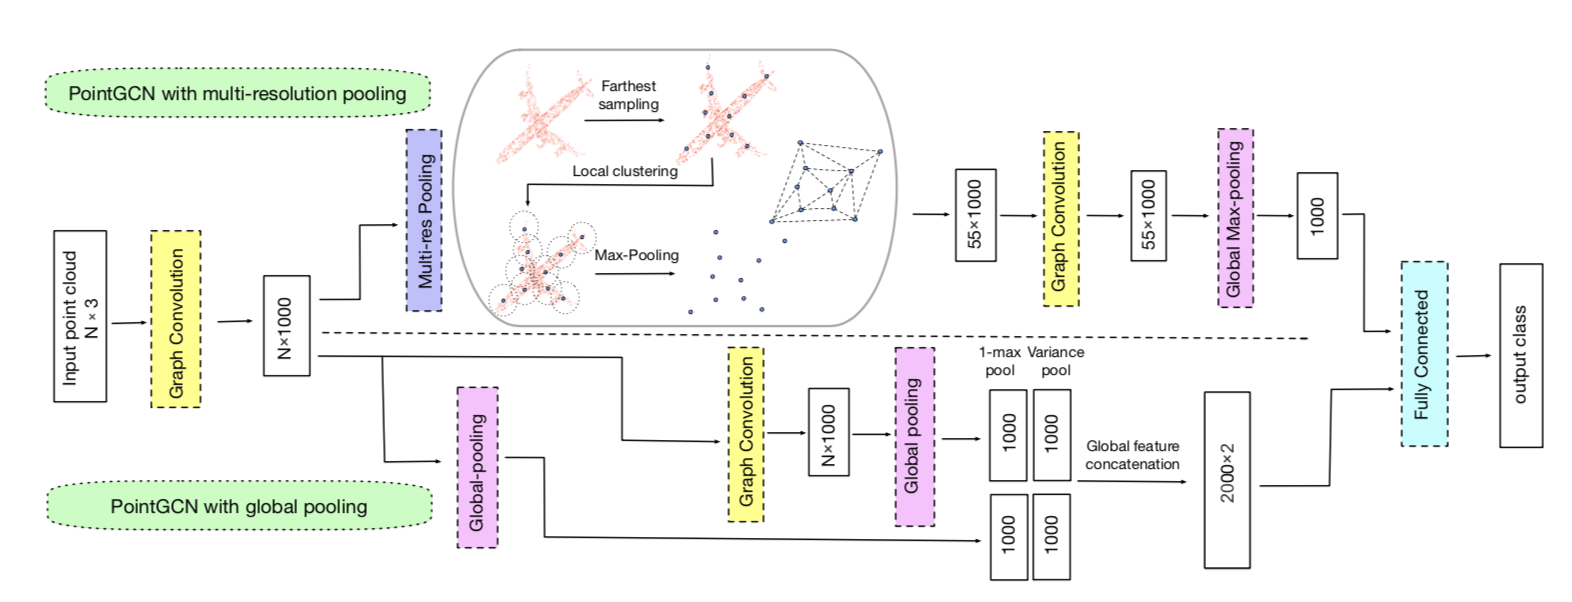 PointGCN with multi-resolution pooling
Input point cloud
N × 3
Graph Convolution
N×1000
Multi-res Pooling
Farthest
sampling
Local clustering
Max-Pooling
55×1000
Graph Convolution
55×1000
Global Max-pooling
1000
PointGCN with global pooling
Global-pooling
Graph Convolution
N×1000
Global pooling
1-max Variance
pool pool
1000
1000
1000
1000
Global feature
concatenation
2000×2
Fully Connected
output class